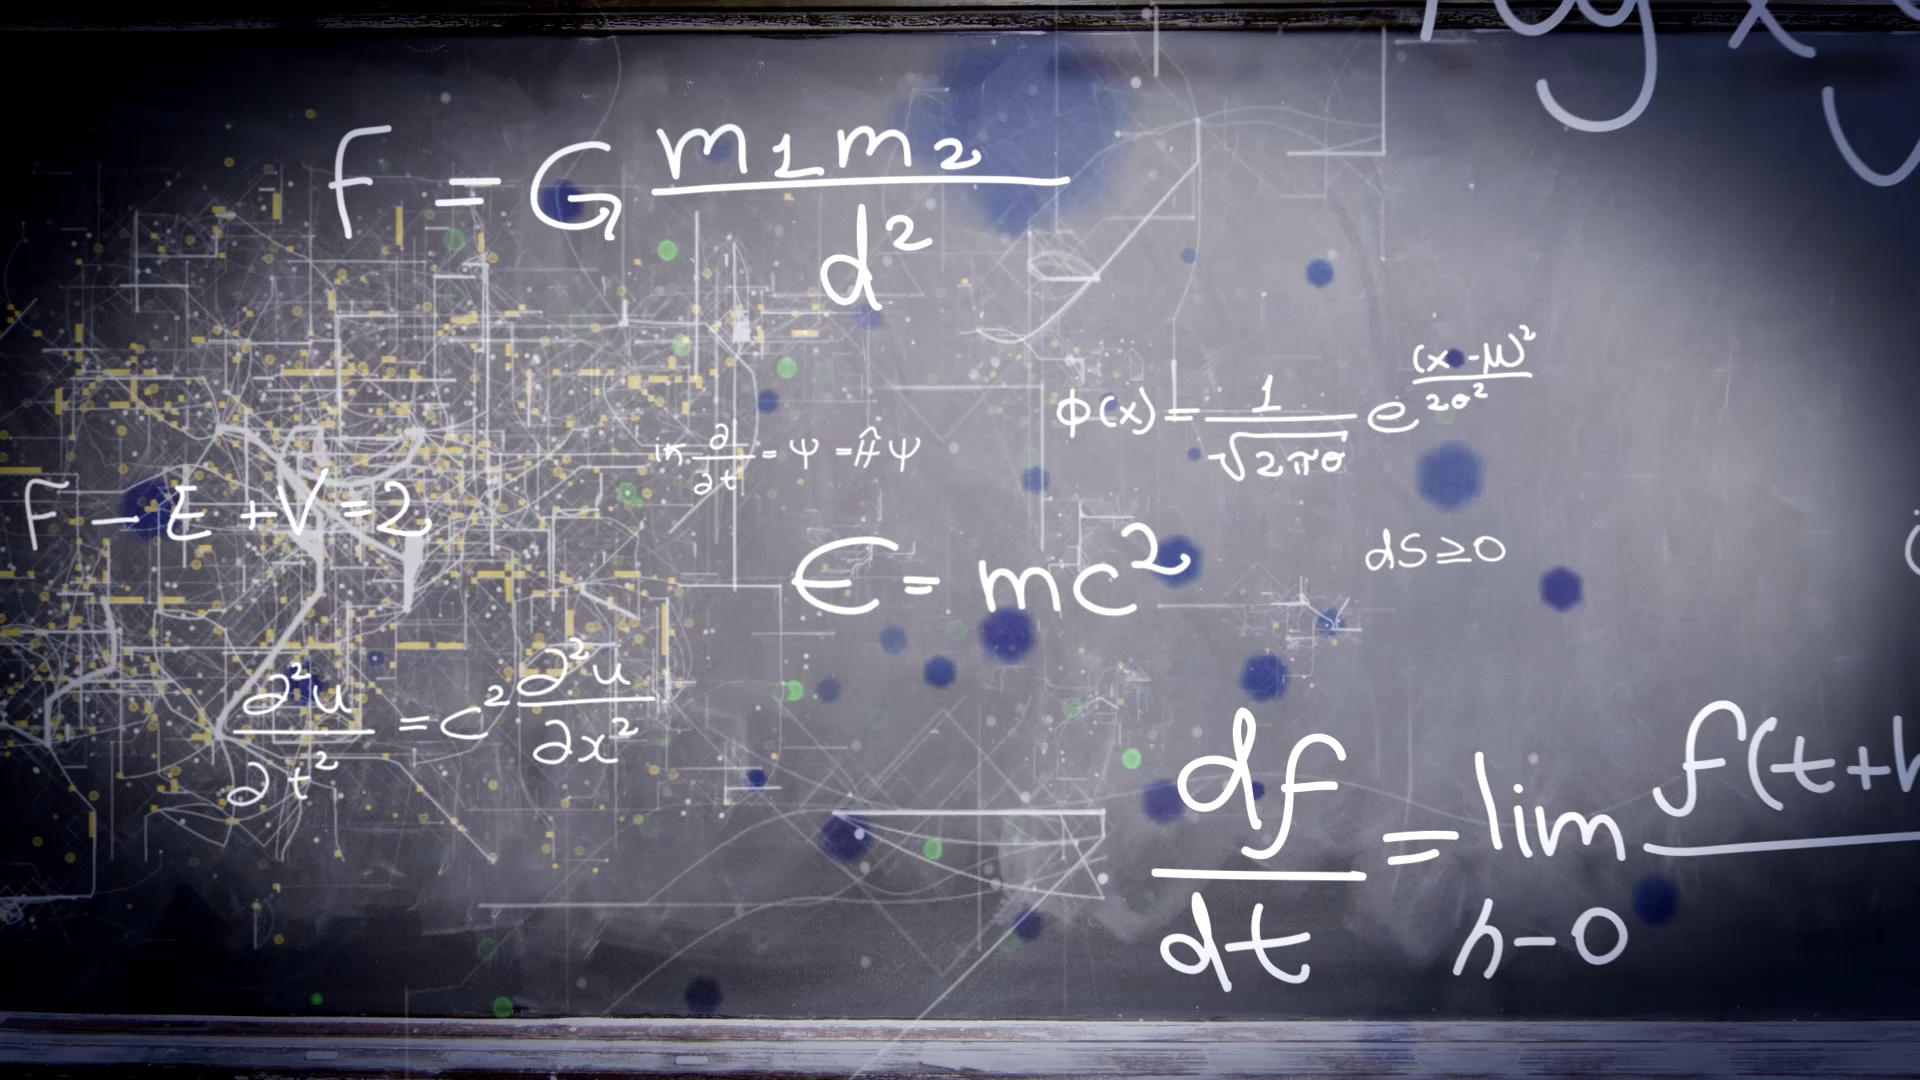 log x y
F = G m1m2 / d²
ϕ(x) = 1 / √2πσ e (x-μ)² / 2σ²
iħ ∂ / ∂t = Ψ = Ĥ Ψ
F - E + V = 2
E = mc²
dS ≥ 0
∂²u / ∂t² = c² ∂²u / ∂x²
df / dt = lim f(t+h
h-0